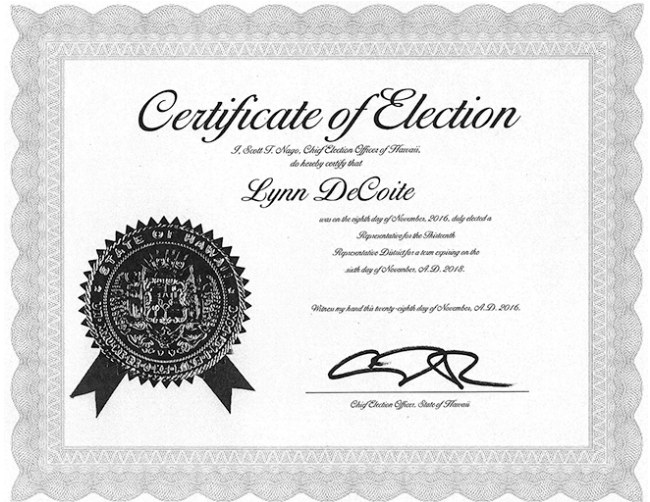 Certificate of Election
I, Scott T. Nago, Chief Election Officer of Hawaii,
do hereby certify that
Lynn DeCoite
was on the eighth day of November, 2016, duly elected a
Representative for the Thirteenth
Representative District for a term expiring on the
sixth day of November, A.D. 2018.
Witness my hand this twenty-eighth day of November, A.D. 2016.
STATE OF HAWAII
Chief Election Officer, State of Hawaii